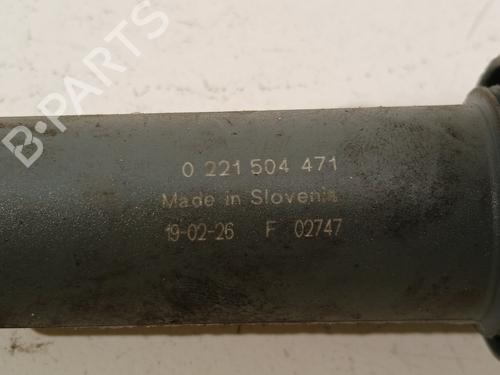 B-PARTS
0 221 504 471
Made in Slovenia
19-02-26 F 02747